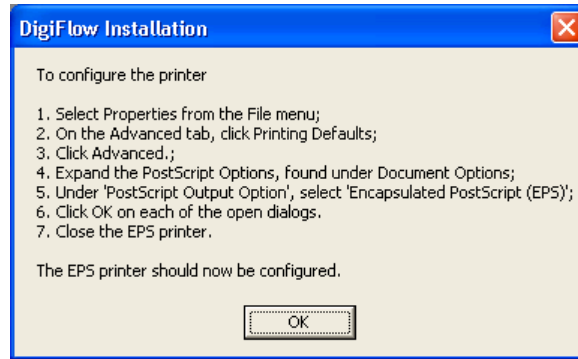 DigiFlow Installation
To configure the printer
1. Select Properties from the File menu;
2. On the Advanced tab, click Printing Defaults;
3. Click Advanced.;
4. Expand the PostScript Options, found under Document Options;
5. Under 'PostScript Output Option', select 'Encapsulated PostScript (EPS)';
6. Click OK on each of the open dialogs.
7. Close the EPS printer.
The EPS printer should now be configured.
OK